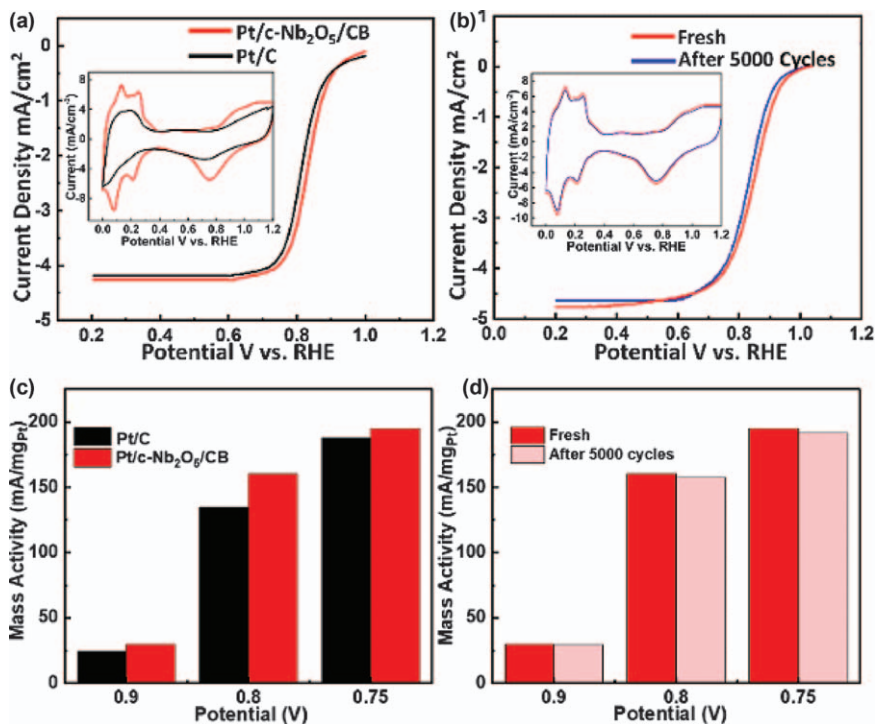 (a)
0
-1
-2
-3
-4
-5
Current Density mA/cm²
Pt/c-Nb₂O₅/CB
Pt/C
8
4
0
-4
-8
Current (mA/cm⁻²)
0.0 0.2 0.4 0.6 0.8 1.0 1.2
Potential V vs. RHE
0.2 0.4 0.6 0.8 1.0 1.2
Potential V vs. RHE
(b)
1
0
-1
-2
-3
-4
-5
Current Density mA/cm²
Fresh
After 5000 Cycles
8
6
4
2
0
-2
-4
-6
-8
-10
Current (mA/cm⁻²)
0.0 0.2 0.4 0.6 0.8 1.0 1.2
Potential V vs. RHE
0.0 0.2 0.4 0.6 0.8 1.0 1.2
Potential V vs. RHE
(c)
200
150
100
50
0
Mass Activity (mA/mgPt)
Pt/C
Pt/c-Nb₂O₅/CB
0.9 0.8 0.75
Potential (V)
(d)
200
150
100
50
0
Mass Activity (mA/mgPt)
Fresh
After 5000 cycles
0.9 0.8 0.75
Potential (V)